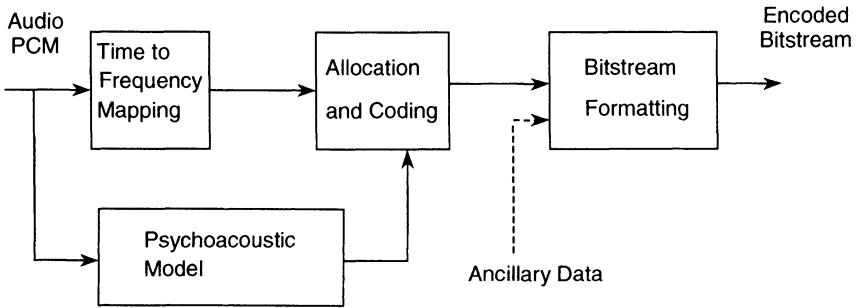 Audio
PCM
Time to
Frequency
Mapping
Allocation
and Coding
Bitstream
Formatting
Encoded
Bitstream
Psychoacoustic
Model
Ancillary Data